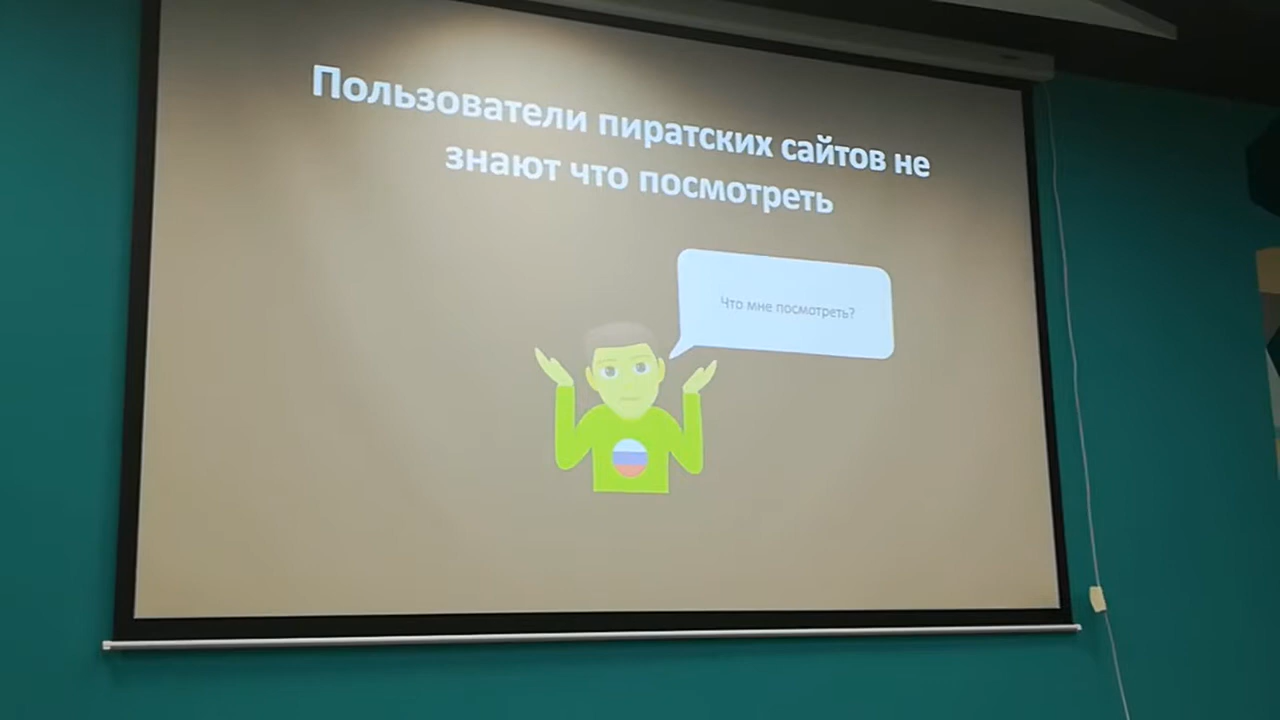 Пользователи пиратских сайтов не
знают что посмотреть
Что мне посмотреть?